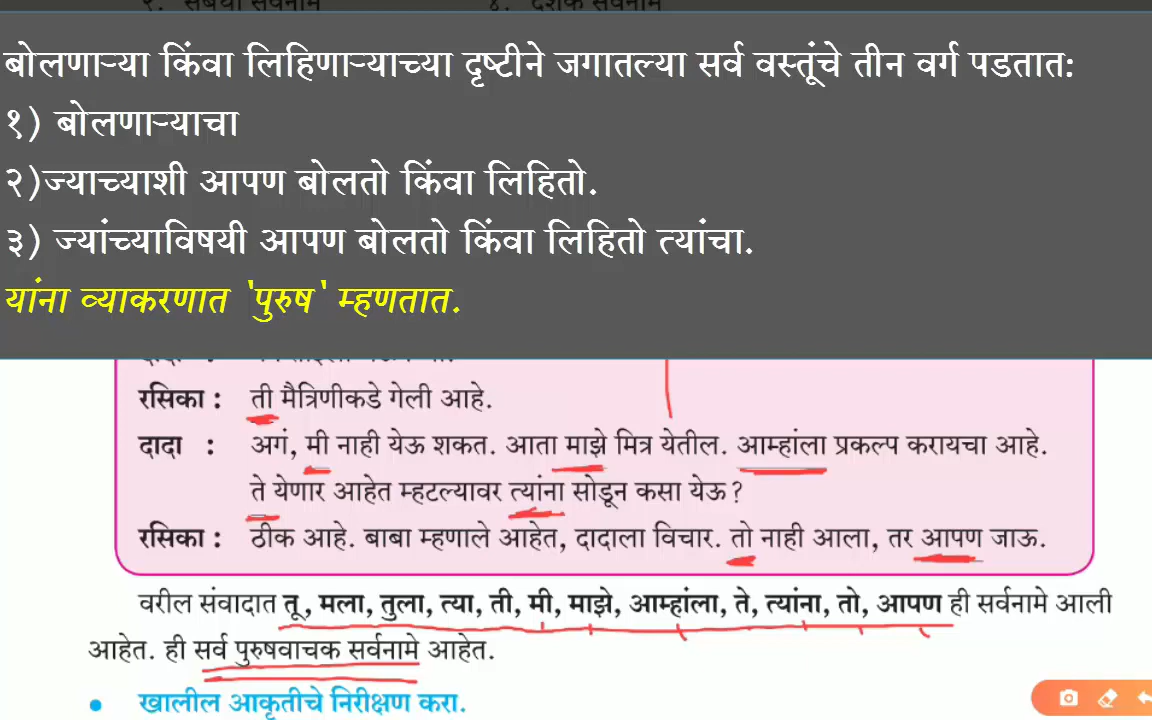 बोलणाऱ्या किंवा लिहिणाऱ्याच्या दृष्टीने जगातल्या सर्व वस्तूंचे तीन वर्ग पडतात:
१) बोलणाऱ्याचा
२)ज्याच्याशी आपण बोलतो किंवा लिहितो.
३) ज्यांच्याविषयी आपण बोलतो किंवा लिहितो त्यांचा.
यांना व्याकरणात 'पुरुष' म्हणतात.
रसिका : ती मैत्रिणीकडे गेली आहे.
दादा : अगं, मी नाही येऊ शकत. आता माझे मित्र येतील. आम्हांला प्रकल्प करायचा आहे.
ते येणार आहेत म्हटल्यावर त्यांना सोडून कसा येऊ?
रसिका : ठीक आहे. बाबा म्हणाले आहेत, दादाला विचार. तो नाही आला, तर आपण जाऊ.
वरील संवादात तू, मला, तुला, त्या, ती, मी, माझे, आम्हांला, ते, त्यांना, तो, आपण ही सर्वनामे आली
आहेत. ही सर्व पुरुषवाचक सर्वनामे आहेत.
• खालील आकृतीचे निरीक्षण करा.